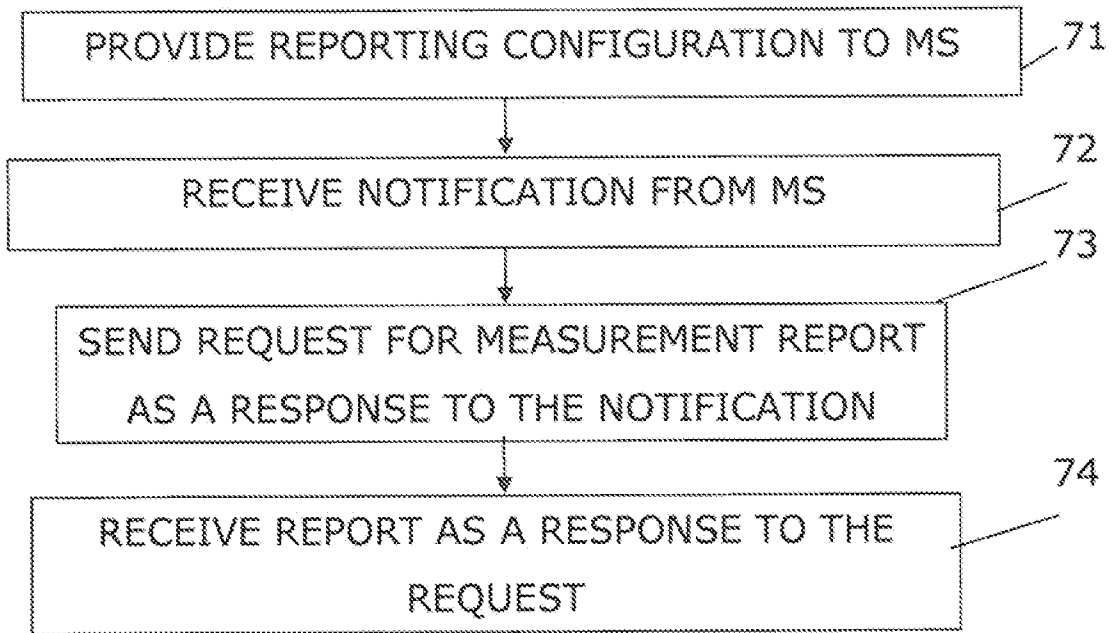 PROVIDE REPORTING CONFIGURATION TO MS
71
RECEIVE NOTIFICATION FROM MS
72
SEND REQUEST FOR MEASUREMENT REPORT
AS A RESPONSE TO THE NOTIFICATION
73
RECEIVE REPORT AS A RESPONSE TO THE
REQUEST
74